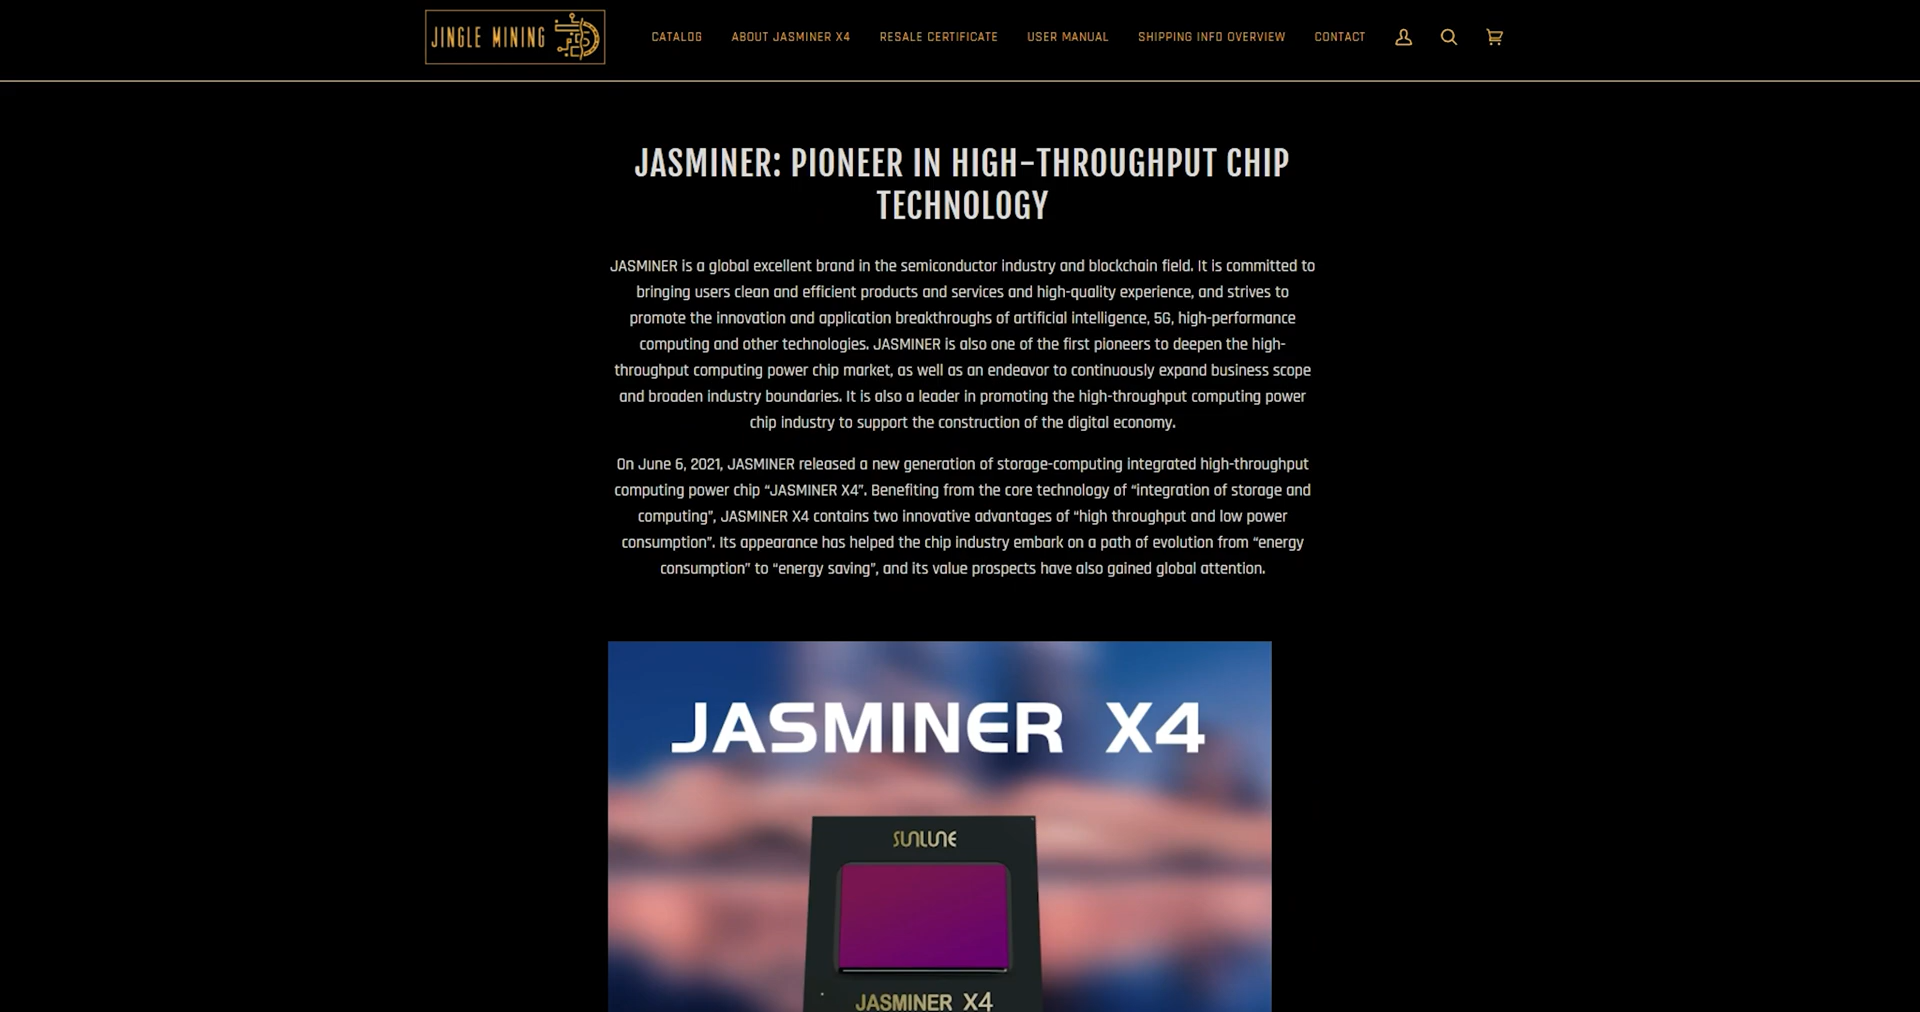 JINGLE MINING
CATALOG
ABOUT JASMINER X4
RESALE CERTIFICATE
USER MANUAL
SHIPPING INFO OVERVIEW
CONTACT
JASMINER: PIONEER IN HIGH-THROUGHPUT CHIP
TECHNOLOGY
JASMINER is a global excellent brand in the semiconductor industry and blockchain field. It is committed to
bringing users clean and efficient products and services and high-quality experience, and strives to
promote the innovation and application breakthroughs of artificial intelligence, 5G, high-performance
computing and other technologies. JASMINER is also one of the first pioneers to deepen the high-
throughput computing power chip market, as well as an endeavor to continuously expand business scope
and broaden industry boundaries. It is also a leader in promoting the high-throughput computing power
chip industry to support the construction of the digital economy.
On June 6, 2021, JASMINER released a new generation of storage-computing integrated high-throughput
computing power chip “JASMINER X4”. Benefiting from the core technology of “integration of storage and
computing”, JASMINER X4 contains two innovative advantages of “high throughput and low power
consumption”. Its appearance has helped the chip industry embark on a path of evolution from “energy
consumption” to “energy saving”, and its value prospects have also gained global attention.
JASMINER X4
SUNLUNE
JASMINER X4